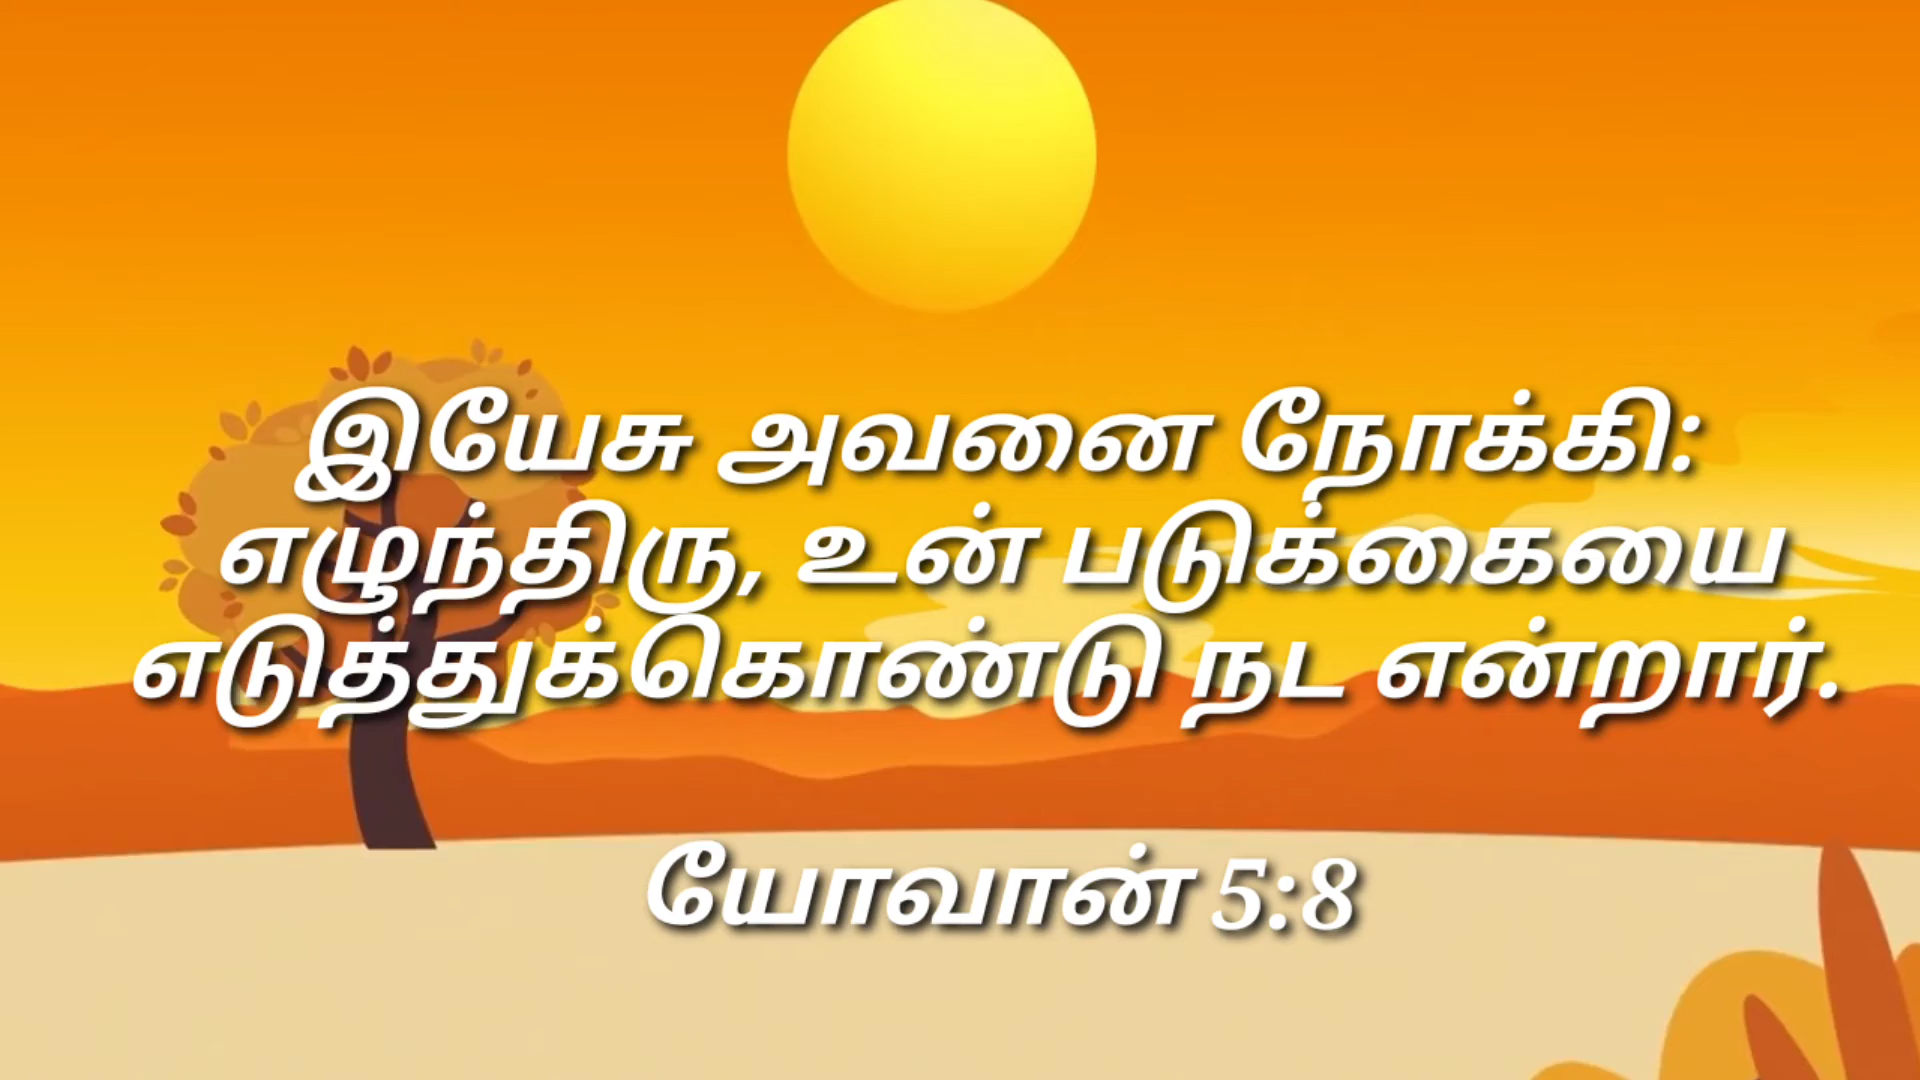 இயேசு அவனை நோக்கி:
எழுந்திரு, உன் படுக்கையை
எடுத்துக்கொண்டு நட என்றார்.
யோவான் 5:8